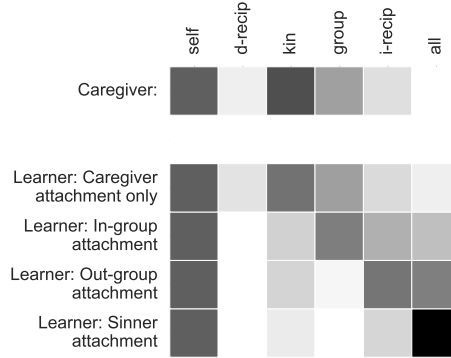 self d-recip kin group i-recip all
Caregiver:
Learner: Caregiver
attachment only
Learner: In-group
attachment
Learner: Out-group
attachment
Learner: Sinner
attachment